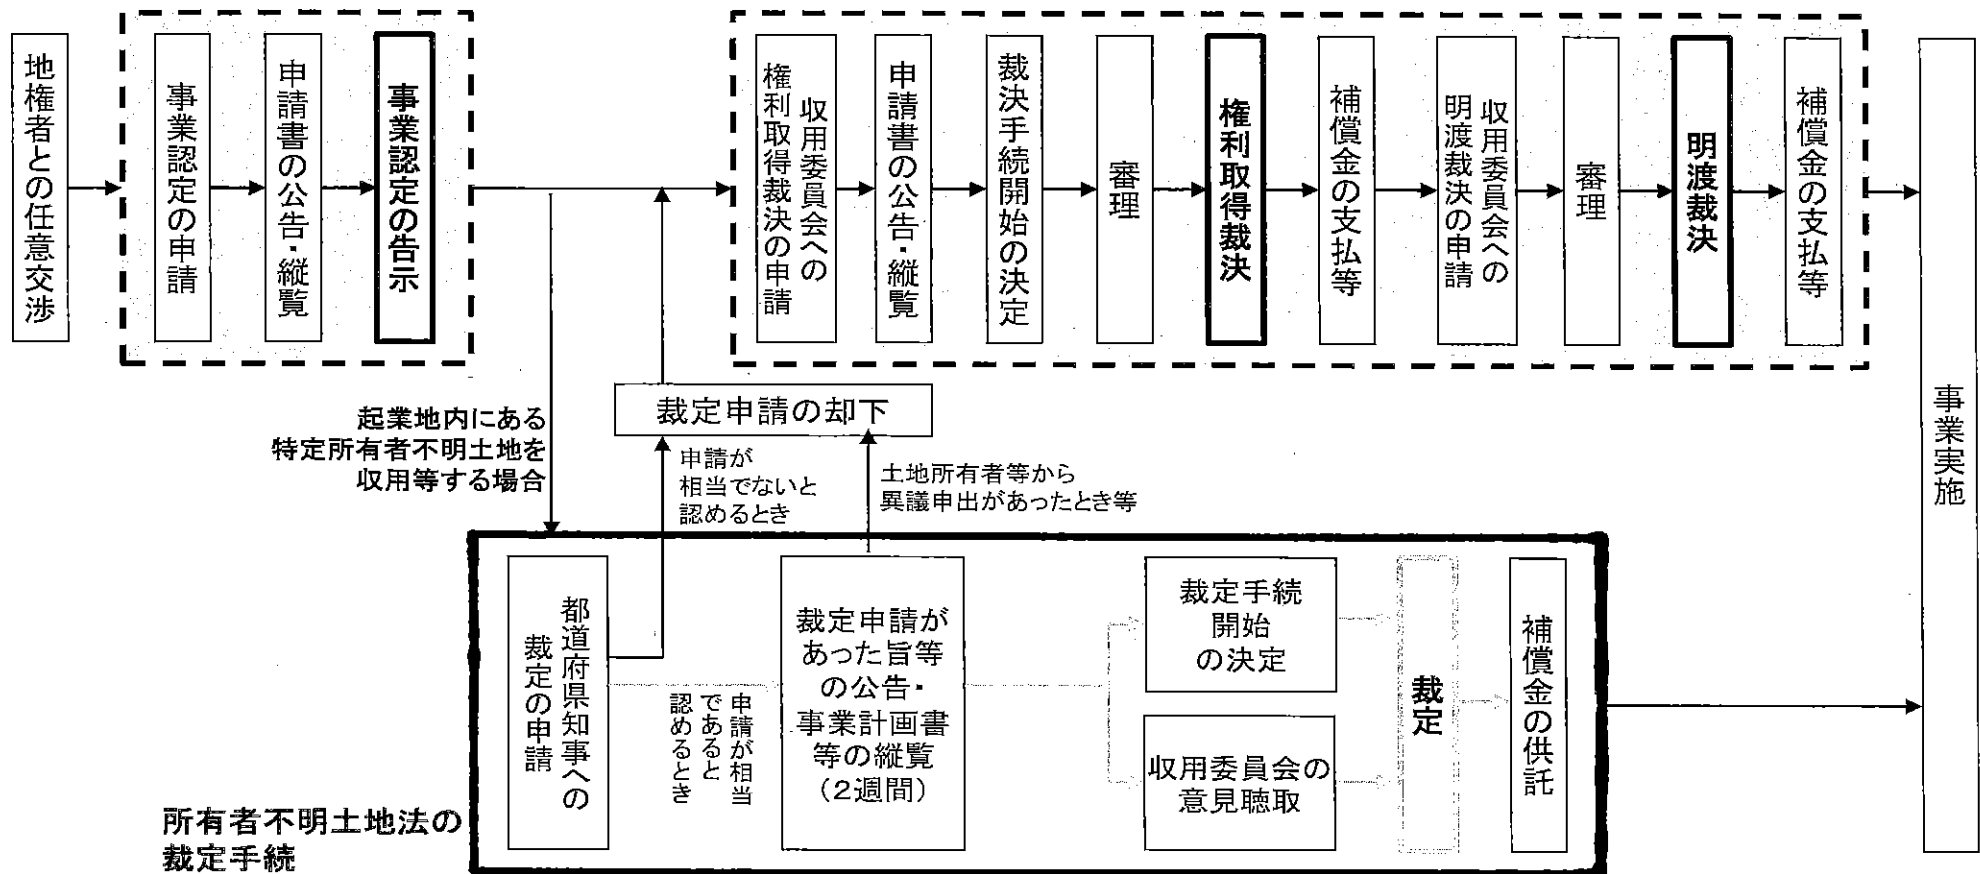 地権者との任意交渉
事業認定の申請
申請書の公告・縦覧
事業認定の告示
収用委員会への
権利取得裁決の申請
申請書の公告・縦覧
裁決手続開始の決定
審理
権利取得裁決
補償金の支払等
収用委員会への
明渡裁決の申請
審理
明渡裁決
補償金の支払等
事業実施
裁定申請の却下
起業地内にある
特定所有者不明土地を
収用等する場合
申請が
相当でないと
認めるとき
土地所有者等から
異議申出があったとき等
都道府県知事への
裁定の申請
申請が相当
であると
認めるとき
裁定申請が
あった旨等
の公告・
事業計画書
等の縦覧
(2週間)
裁定手続
開始
の決定
収用委員会の
意見聴取
裁定
補償金の供託
所有者不明土地法の
裁定手続